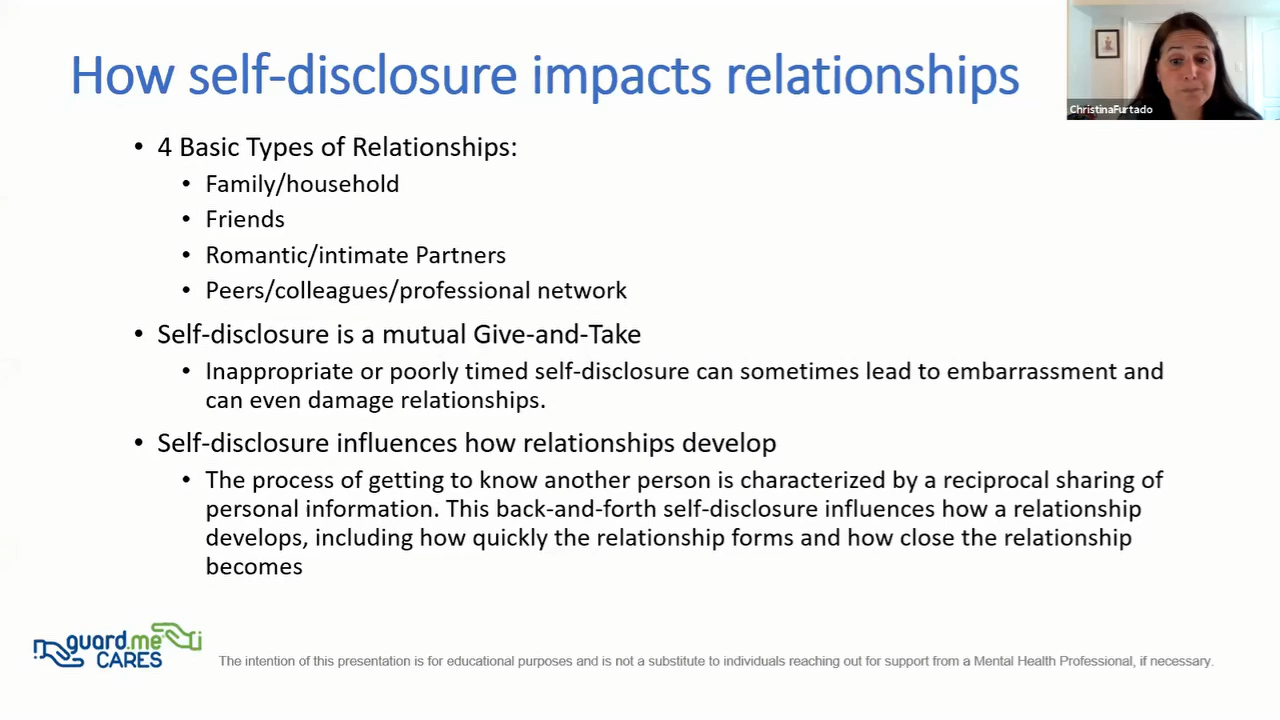 How self-disclosure impacts relationships
ChristinaFurtado
• 4 Basic Types of Relationships:
• Family/household
• Friends
• Romantic/intimate Partners
• Peers/colleagues/professional network
• Self-disclosure is a mutual Give-and-Take
• Inappropriate or poorly timed self-disclosure can sometimes lead to embarrassment and
can even damage relationships.
• Self-disclosure influences how relationships develop
• The process of getting to know another person is characterized by a reciprocal sharing of
personal information. This back-and-forth self-disclosure influences how a relationship
develops, including how quickly the relationship forms and how close the relationship
becomes
guard.me
CARES
The intention of this presentation is for educational purposes and is not a substitute to individuals reaching out for support from a Mental Health Professional, if necessary.